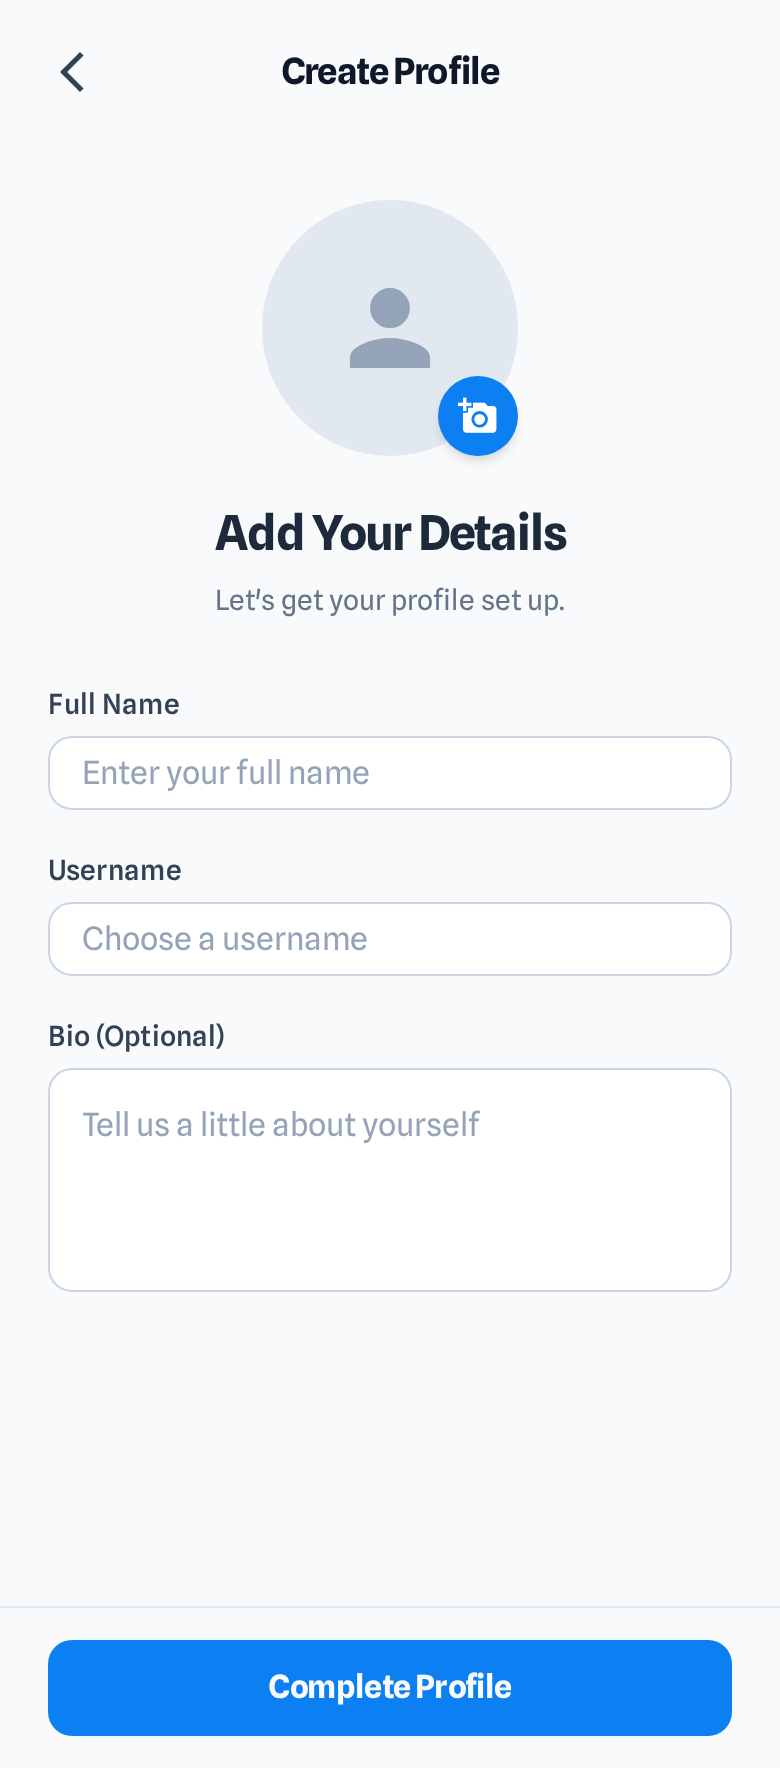 Create Profile
Add Your Details
Let's get your profile set up.
Full Name
Enter your full name
Username
Choose a username
Bio (Optional)
Tell us a little about yourself
Complete Profile